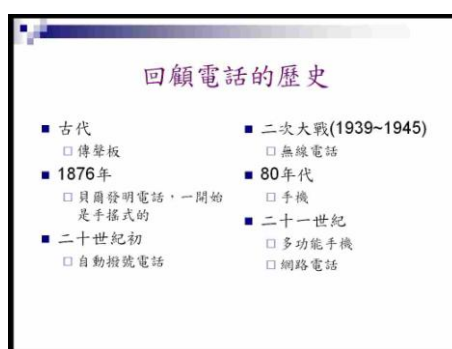 回顧電話的歷史
古代
傳聲板
1876年
貝爾發明電話，一開始
是手搖式的
二十世紀初
自動撥號電話
二次大戰(1939~1945)
無線電話
80年代
手機
二十一世紀
多功能手機
網路電話